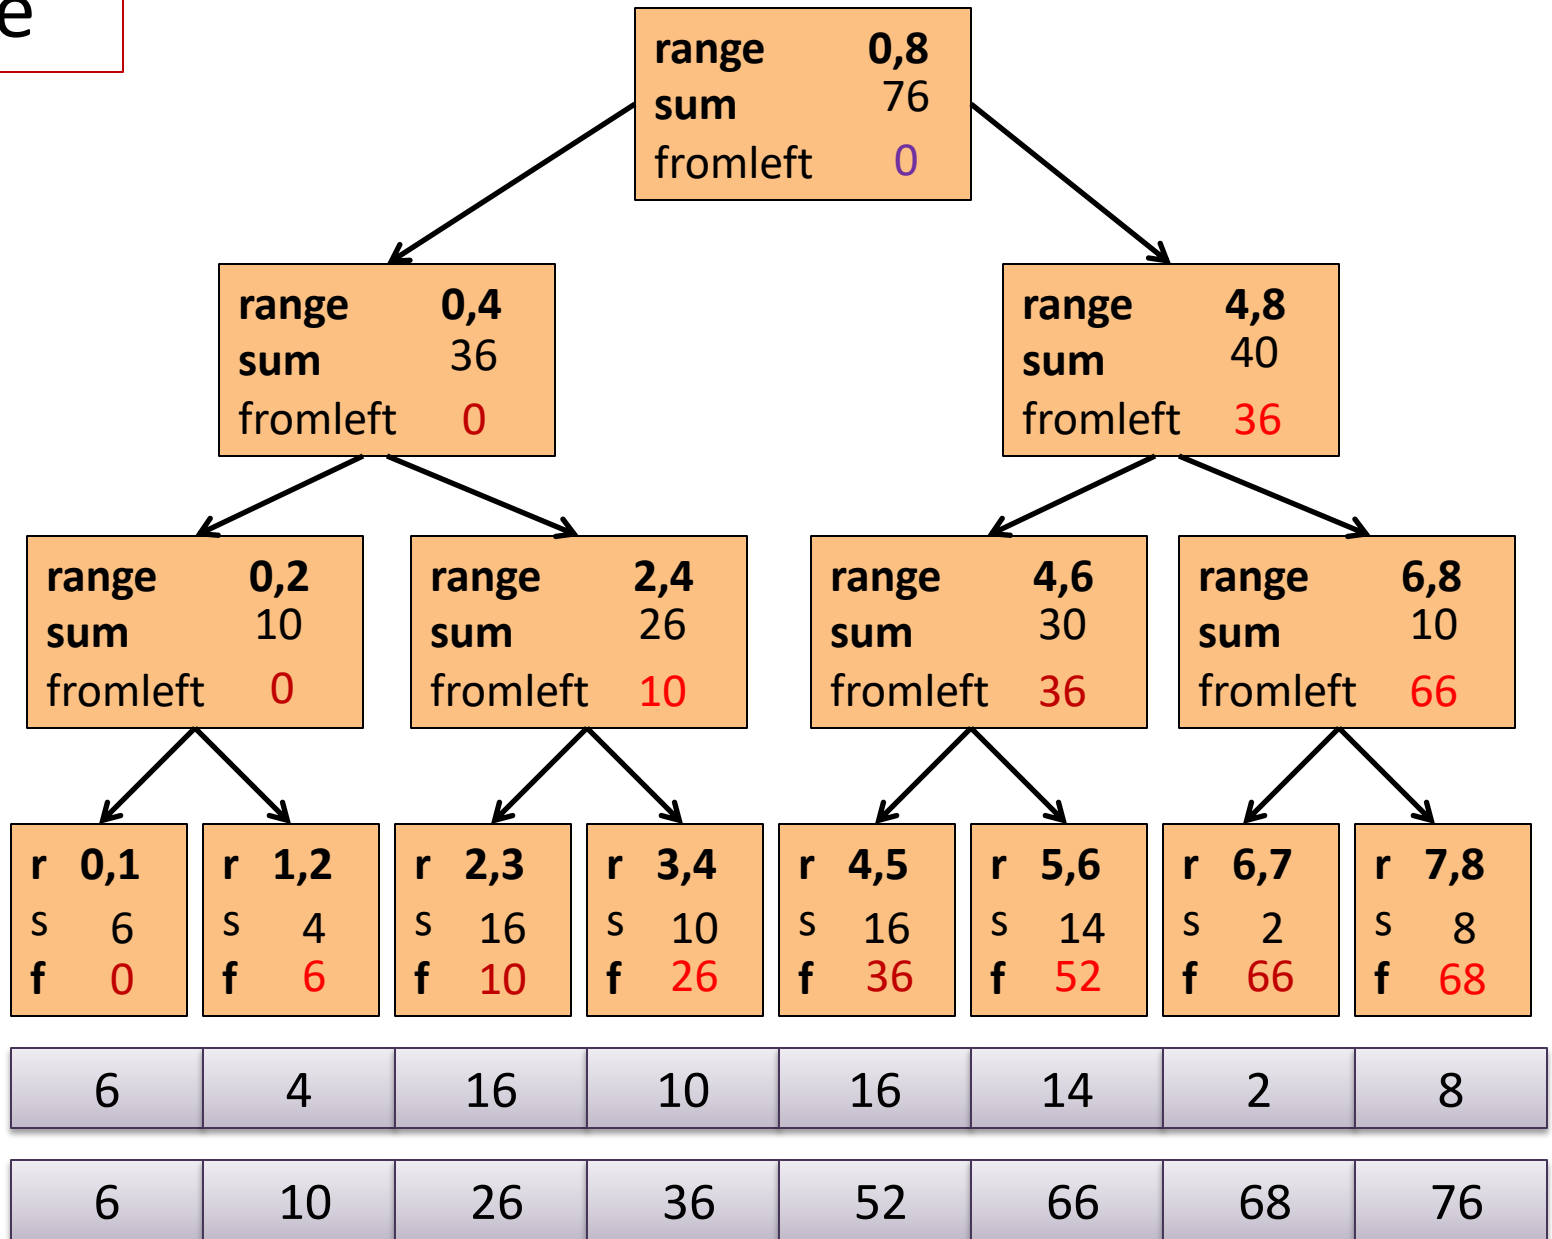 e
range 0,8
sum 76
fromleft 0
range 0,4
sum 36
fromleft 0
range 4,8
sum 40
fromleft 36
range 0,2
sum 10
fromleft 0
range 2,4
sum 26
fromleft 10
range 4,6
sum 30
fromleft 36
range 6,8
sum 10
fromleft 66
r 0,1
s 6
f 0
r 1,2
s 4
f 6
r 2,3
s 16
f 10
r 3,4
s 10
f 26
r 4,5
s 16
f 36
r 5,6
s 14
f 52
r 6,7
s 2
f 66
r 7,8
s 8
f 68
6 4 16 10 16 14 2 8
6 10 26 36 52 66 68 76